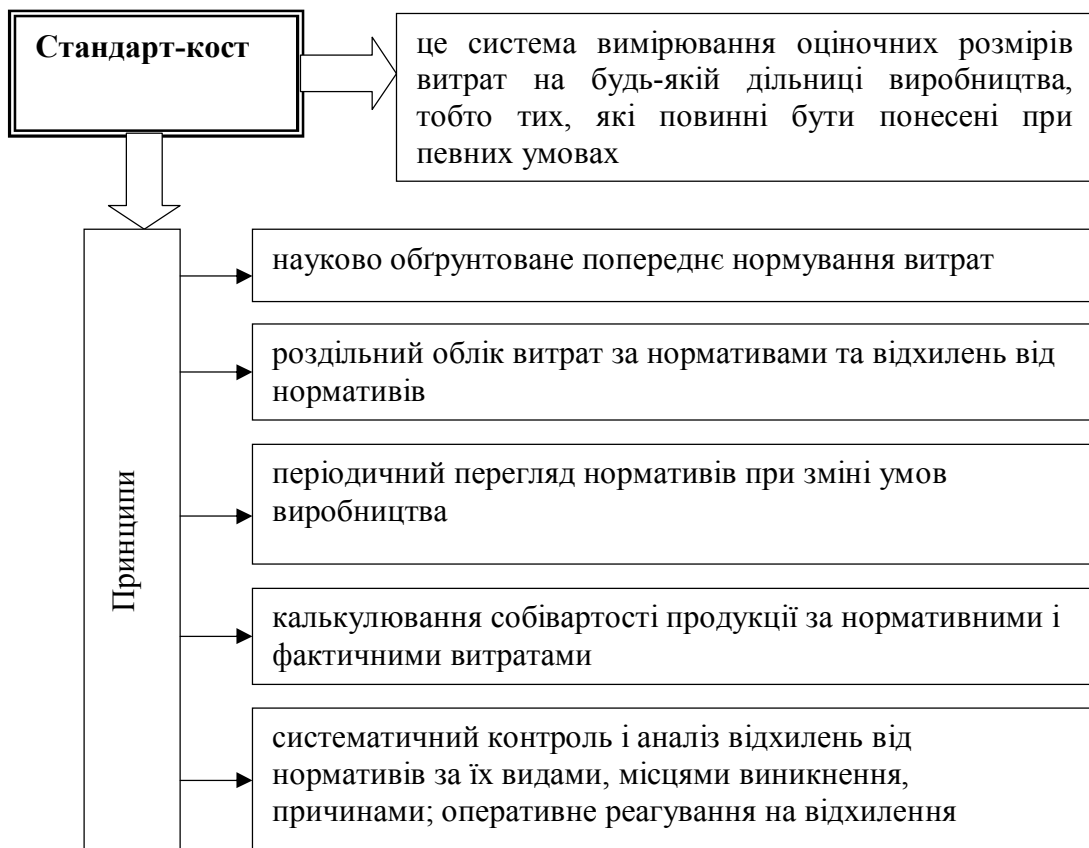 Стандарт-кост
це система вимірювання оціночних розмірів
витрат на будь-якій дільниці виробництва,
тобто тих, які повинні бути понесені при
певних умовах
Принципи
науково обґрунтоване попереднє нормування витрат
роздільний облік витрат за нормативами та відхилень від
нормативів
періодичний перегляд нормативів при зміні умов
виробництва
калькулювання собівартості продукції за нормативними і
фактичними витратами
систематичний контроль і аналіз відхилень від
нормативів за їх видами, місцями виникнення,
причинами; оперативне реагування на відхилення